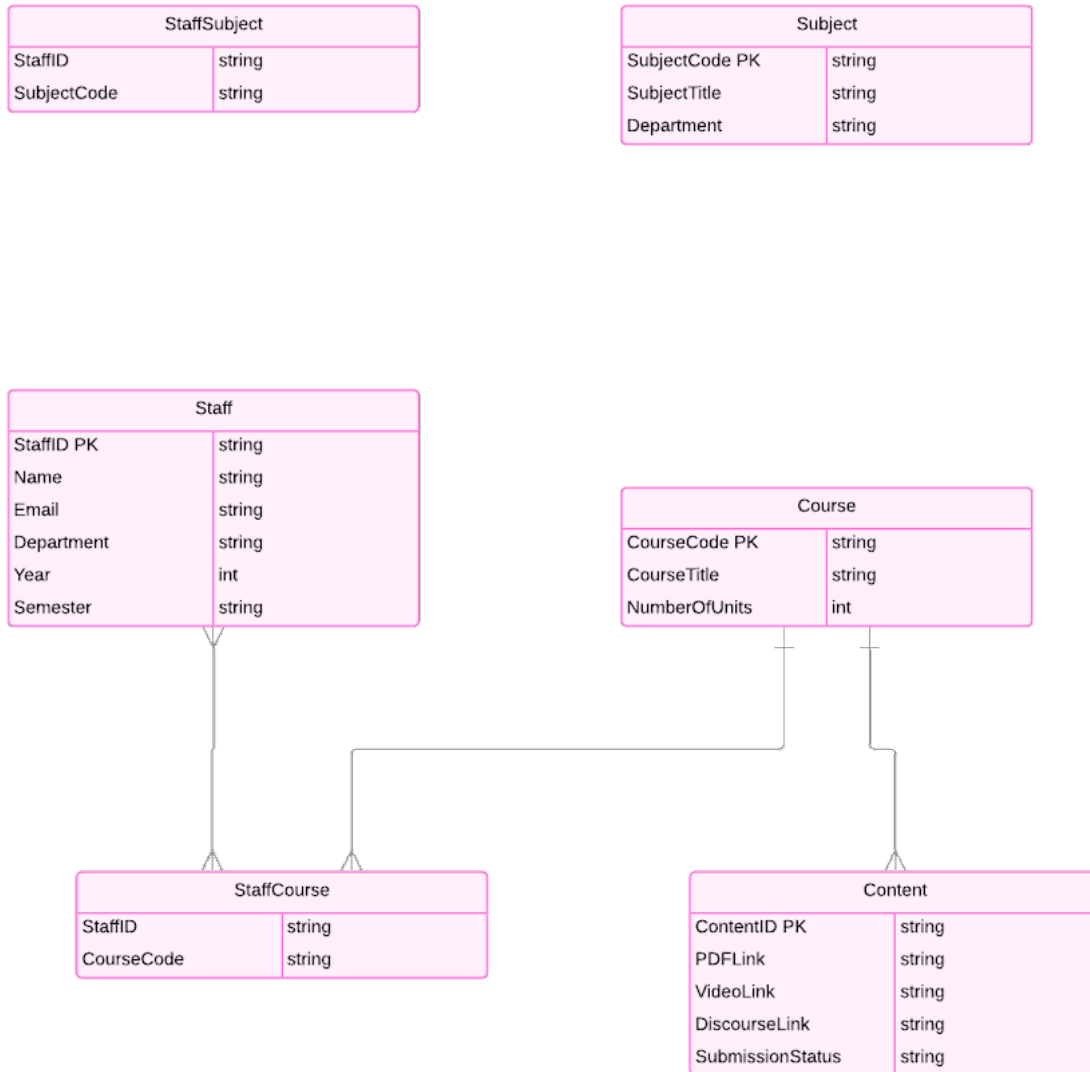 StaffSubject
StaffID string
SubjectCode string
Subject
SubjectCode PK string
SubjectTitle string
Department string
Staff
StaffID PK string
Name string
Email string
Department string
Year int
Semester string
Course
CourseCode PK string
CourseTitle string
NumberOfUnits int
StaffCourse
StaffID string
CourseCode string
Content
ContentID PK string
PDFLink string
VideoLink string
DiscourseLink string
SubmissionStatus string